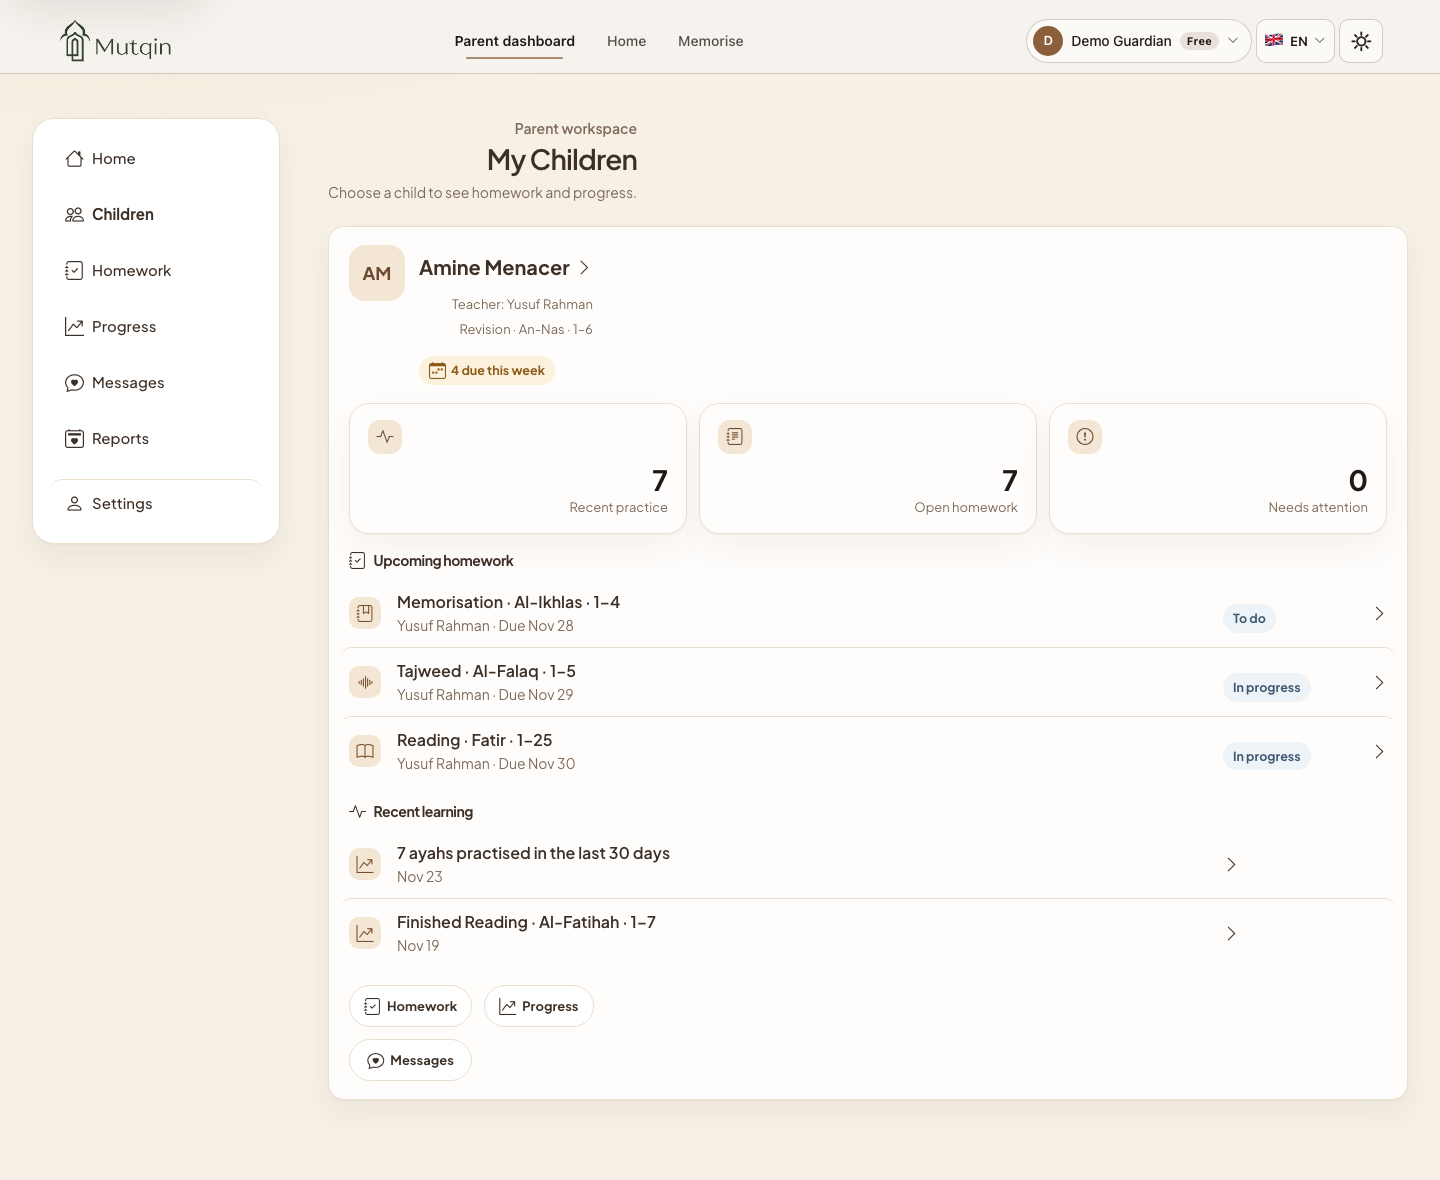 Mutqin
Parent dashboard
Home
Memorise
D
Demo Guardian
Free
EN
Home
Children
Homework
Progress
Messages
Reports
Settings
Parent workspace
My Children
Choose a child to see homework and progress.
AM
Amine Menacer
Teacher: Yusuf Rahman
Revision · An-Nas · 1–6
4 due this week
7
Recent practice
7
Open homework
0
Needs attention
Upcoming homework
Memorisation · Al-Ikhlas · 1–4
Yusuf Rahman · Due Nov 28
To do
Tajweed · Al-Falaq · 1–5
Yusuf Rahman · Due Nov 29
In progress
Reading · Fatir · 1–25
Yusuf Rahman · Due Nov 30
In progress
Recent learning
7 ayahs practised in the last 30 days
Nov 23
Finished Reading · Al-Fatihah · 1–7
Nov 19
Homework
Progress
Messages